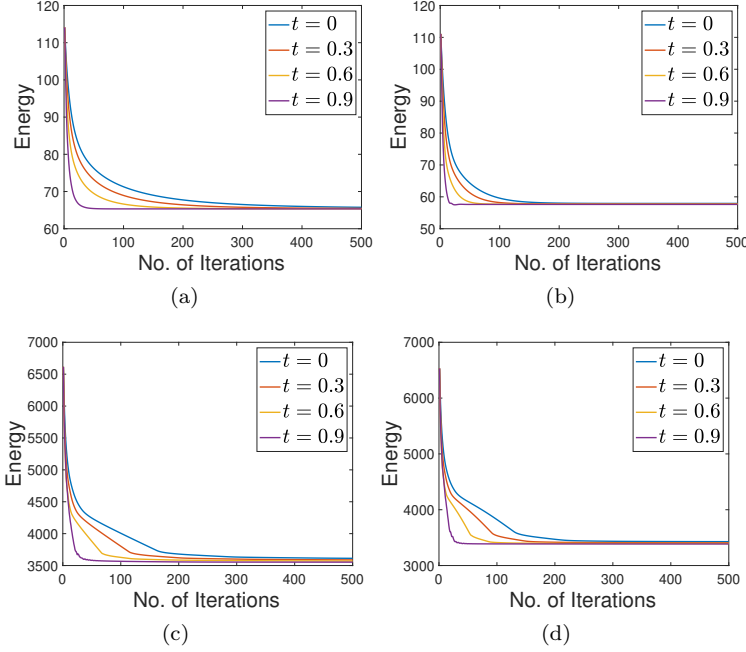 120
110
100
90
80
70
60
Energy
0 100 200 300 400 500
No. of Iterations
t = 0
t = 0.3
t = 0.6
t = 0.9
(a)
120
110
100
90
80
70
60
50
Energy
0 100 200 300 400 500
No. of Iterations
t = 0
t = 0.3
t = 0.6
t = 0.9
(b)
7000
6500
6000
5500
5000
4500
4000
3500
Energy
0 100 200 300 400 500
No. of Iterations
t = 0
t = 0.3
t = 0.6
t = 0.9
(c)
7000
6000
5000
4000
3000
Energy
0 100 200 300 400 500
No. of Iterations
t = 0
t = 0.3
t = 0.6
t = 0.9
(d)